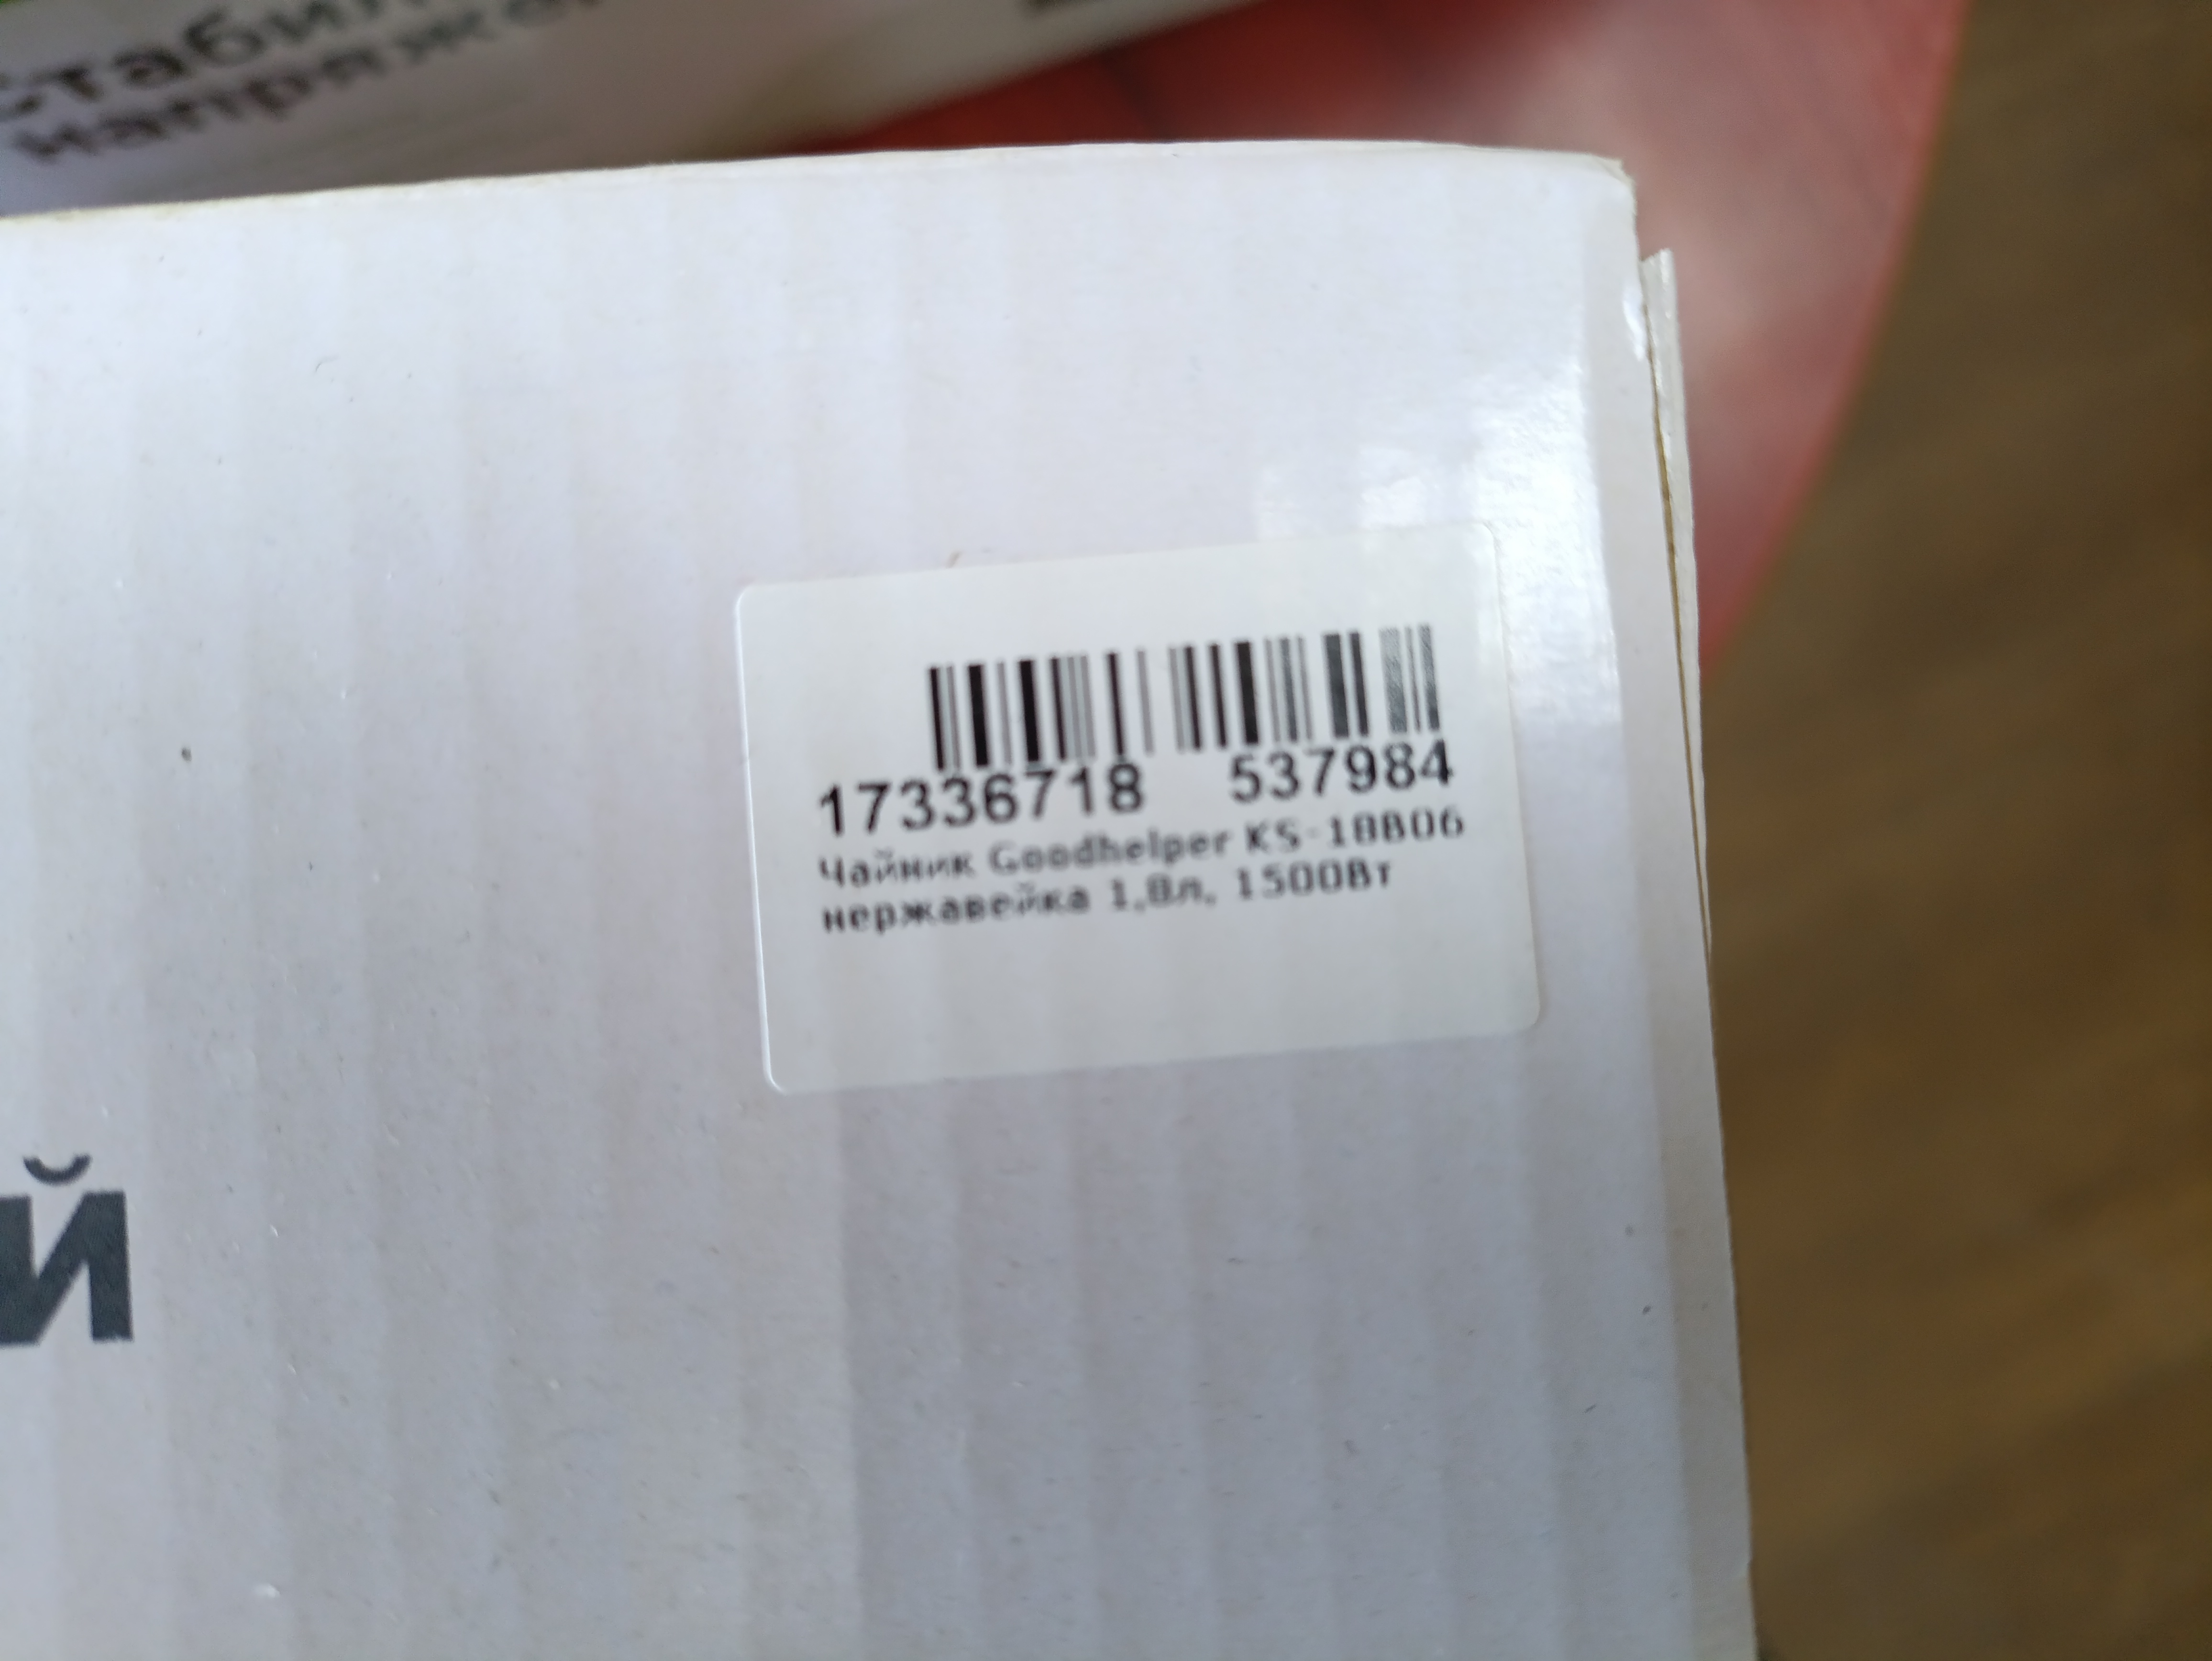 17336718 537984
Чайник Goodhelper KS-18B06
нержавейка 1,8л, 1500Вт
Й